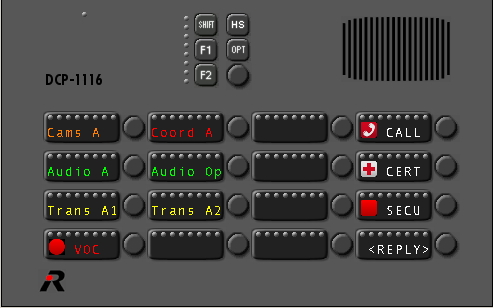 SHIFT HS
F1 OPT
F2
DCP-1116
Cams A Coord A CALL
Audio A Audio Op CERT
Trans A1 Trans A2 SECU
VOC <REPLY>